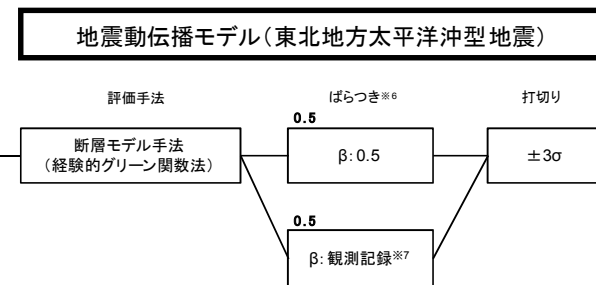 地震動伝播モデル(東北地方太平洋沖型地震)
評価手法 ばらつき※6 打切り
0.5
断層モデル手法
(経験的グリーン関数法)
β:0.5
±3σ
0.5
β:観測記録※7